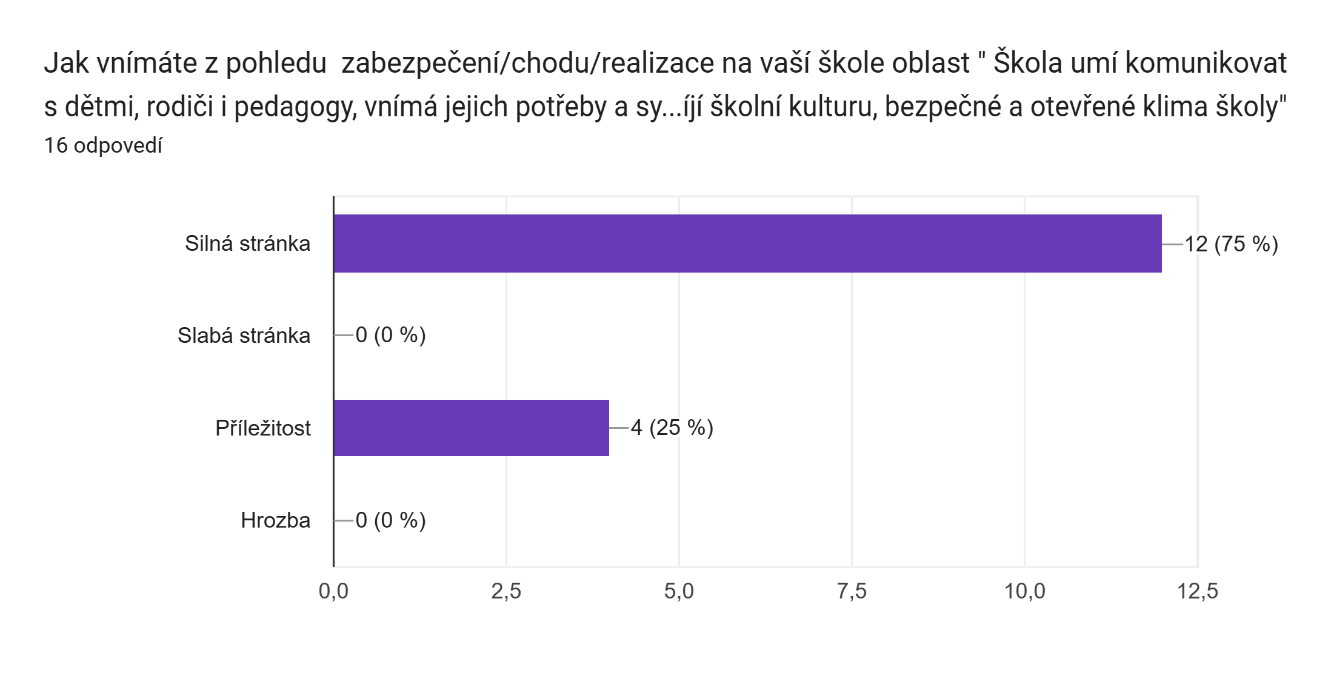 Jak vnímáte z pohledu  zabezpečení/chodu/realizace na vaší škole oblast " Škola umí komunikovat
s dětmi, rodiči i pedagogy, vnímá jejich potřeby a sy...íjí školní kulturu, bezpečné a otevřené klima školy"
16 odpovedí
Silná stránka
12 (75 %)
Slabá stránka
0 (0 %)
Příležitost
4 (25 %)
Hrozba
0 (0 %)
0,0 2,5 5,0 7,5 10,0 12,5